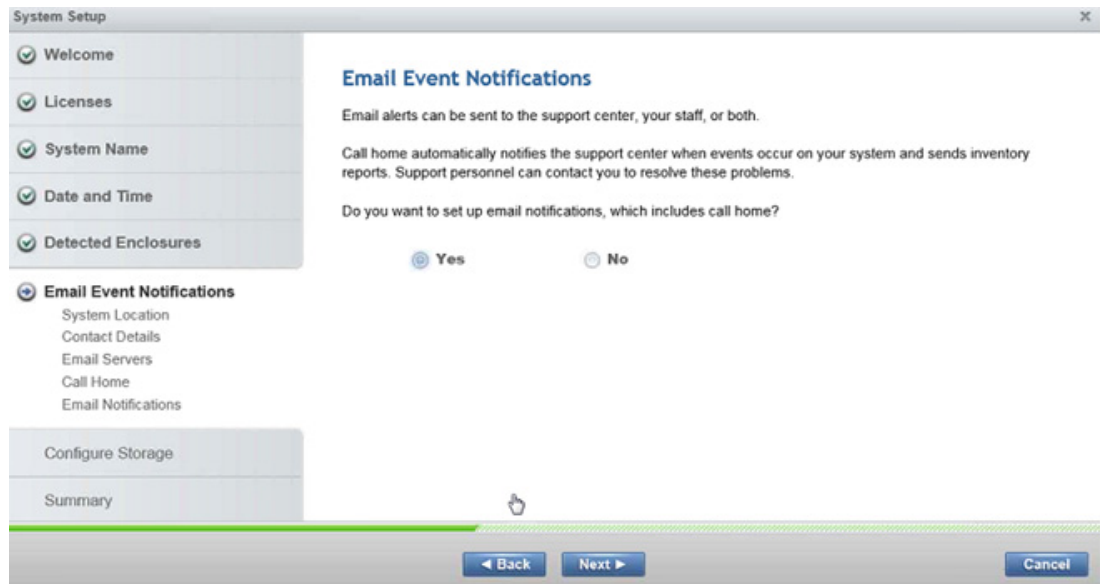 System Setup
Welcome
Licenses
System Name
Date and Time
Detected Enclosures
Email Event Notifications
System Location
Contact Details
Email Servers
Call Home
Email Notifications
Configure Storage
Summary
Email Event Notifications
Email alerts can be sent to the support center, your staff, or both.
Call home automatically notifies the support center when events occur on your system and sends inventory
reports. Support personnel can contact you to resolve these problems.
Do you want to set up email notifications, which includes call home?
Yes No
Back Next Cancel